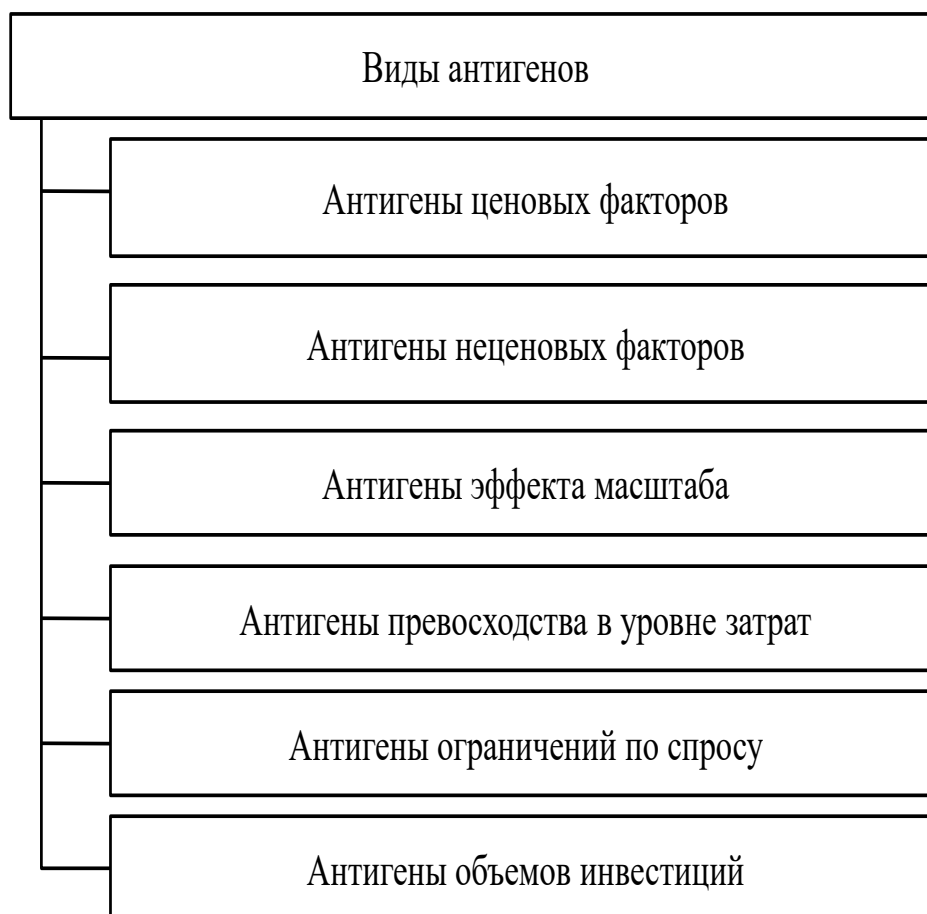 Виды антигенов
Антигены ценовых факторов
Антигены неценовых факторов
Антигены эффекта масштаба
Антигены превосходства в уровне затрат
Антигены ограничений по спросу
Антигены объемов инвестиций